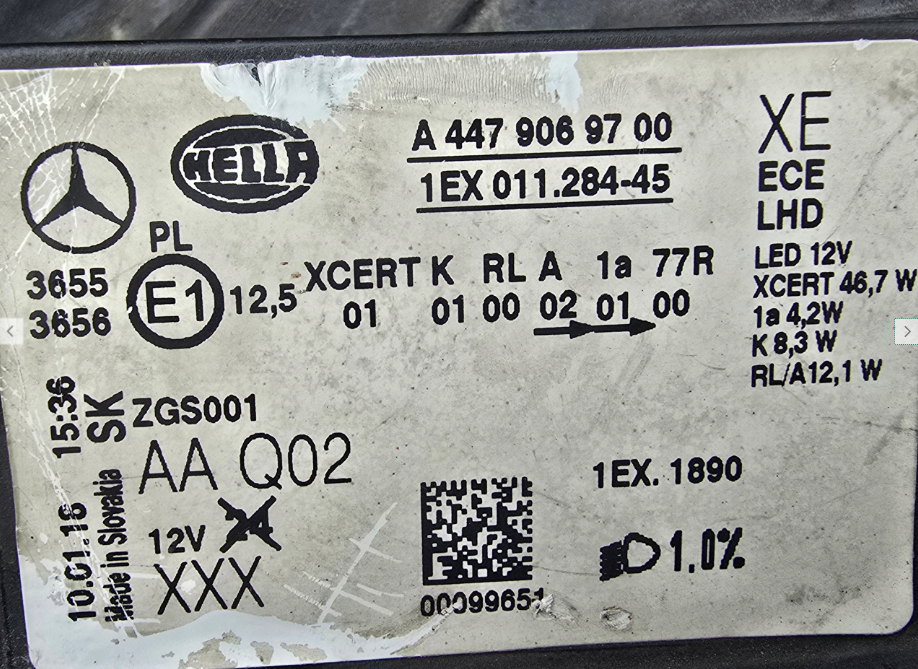 HELLA
A 447 906 97 00
1EX 011.284-45
XE
ECE
LHD
LED 12V
XCERT 46,7 W
1a 4,2W
K 8,3 W
RL/A12,1 W
PL
3655
3656
E1
12,5
XCERT K RL A 1a 77R
01 01 00 02 01 00
15:36
SK
ZGS001
AA Q02
10.01.18
Made in Slovakia
12V 24
XXX
00099651
1EX. 1890
1.0%